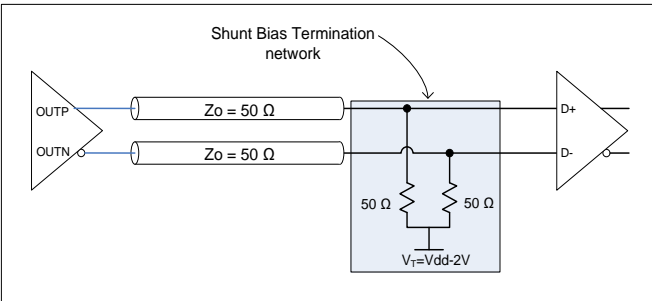 Shunt Bias Termination
network
OUTP
Zo = 50 Ω
D+
OUTN
Zo = 50 Ω
D-
50 Ω
50 Ω
VT=Vdd-2V